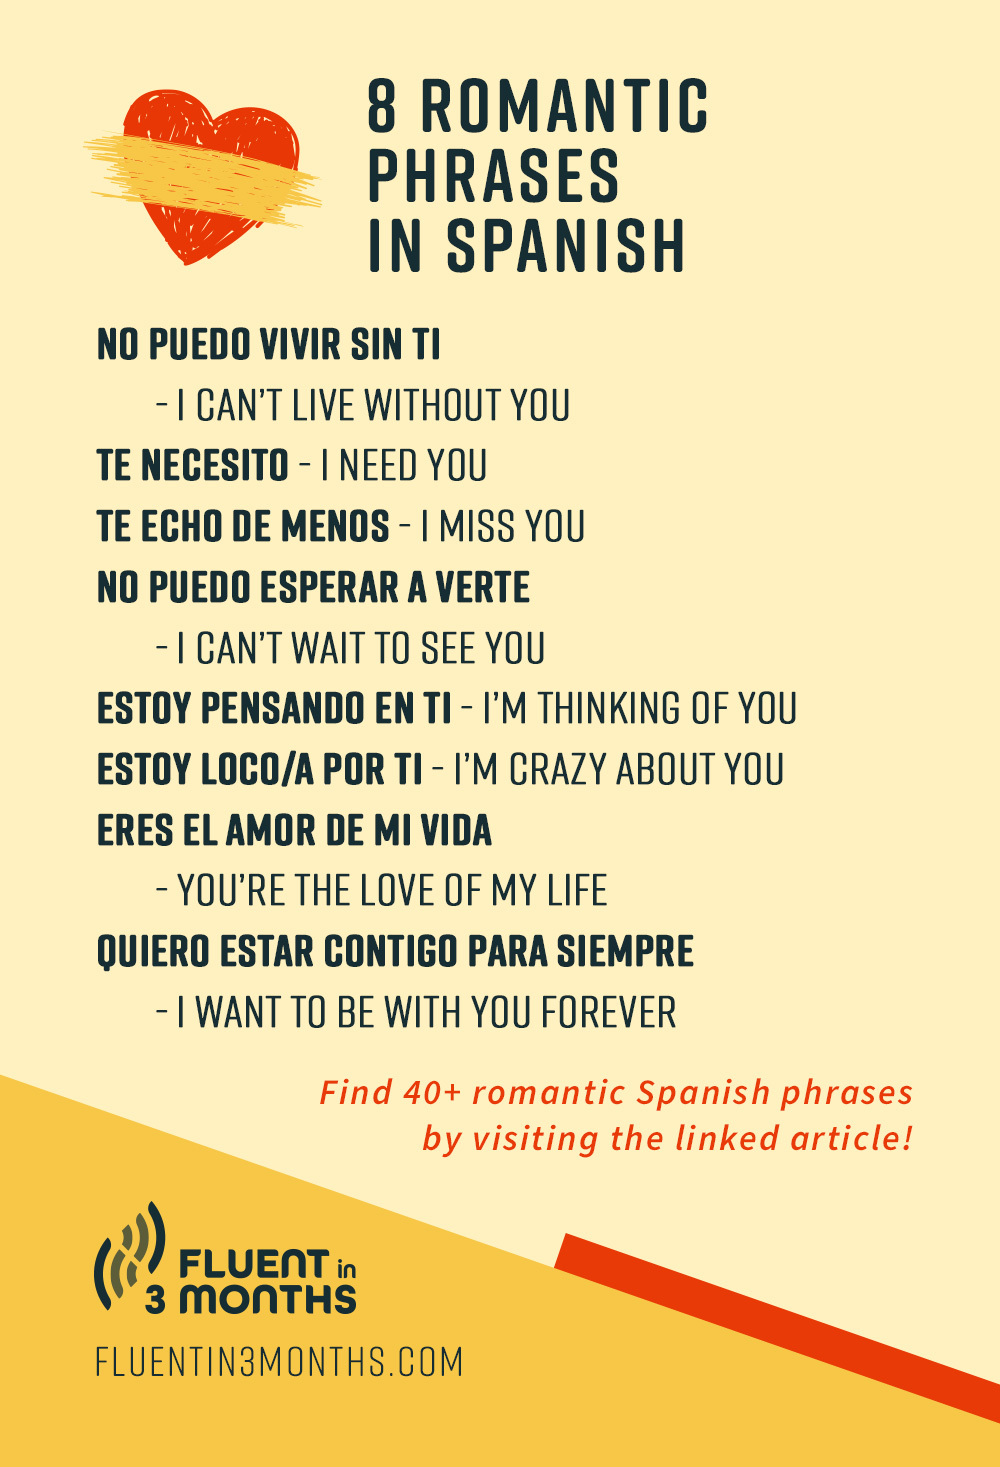 8 ROMANTIC
PHRASES
IN SPANISH
NO PUEDO VIVIR SIN TI
- I CAN'T LIVE WITHOUT YOU
TE NECESITO - I NEED YOU
TE ECHO DE MENOS - I MISS YOU
NO PUEDO ESPERAR A VERTE
- I CAN'T WAIT TO SEE YOU
ESTOY PENSANDO EN TI - I'M THINKING OF YOU
ESTOY LOCO/A POR TI - I'M CRAZY ABOUT YOU
ERES EL AMOR DE MI VIDA
- YOU'RE THE LOVE OF MY LIFE
QUIERO ESTAR CONTIGO PARA SIEMPRE
- I WANT TO BE WITH YOU FOREVER
Find 40+ romantic Spanish phrases
by visiting the linked article!
FLUENT in
3 MONTHS
FLUENTIN3MONTHS.COM